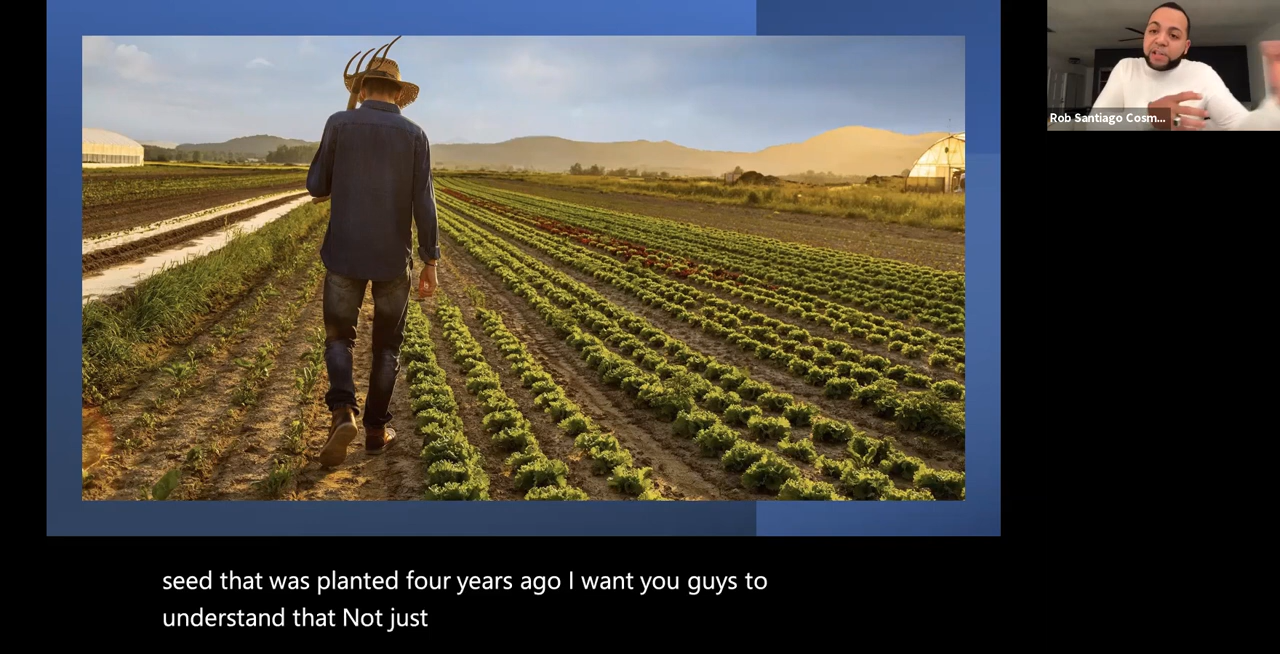 Rob Santiago Cosm...
seed that was planted four years ago I want you guys to
understand that Not just